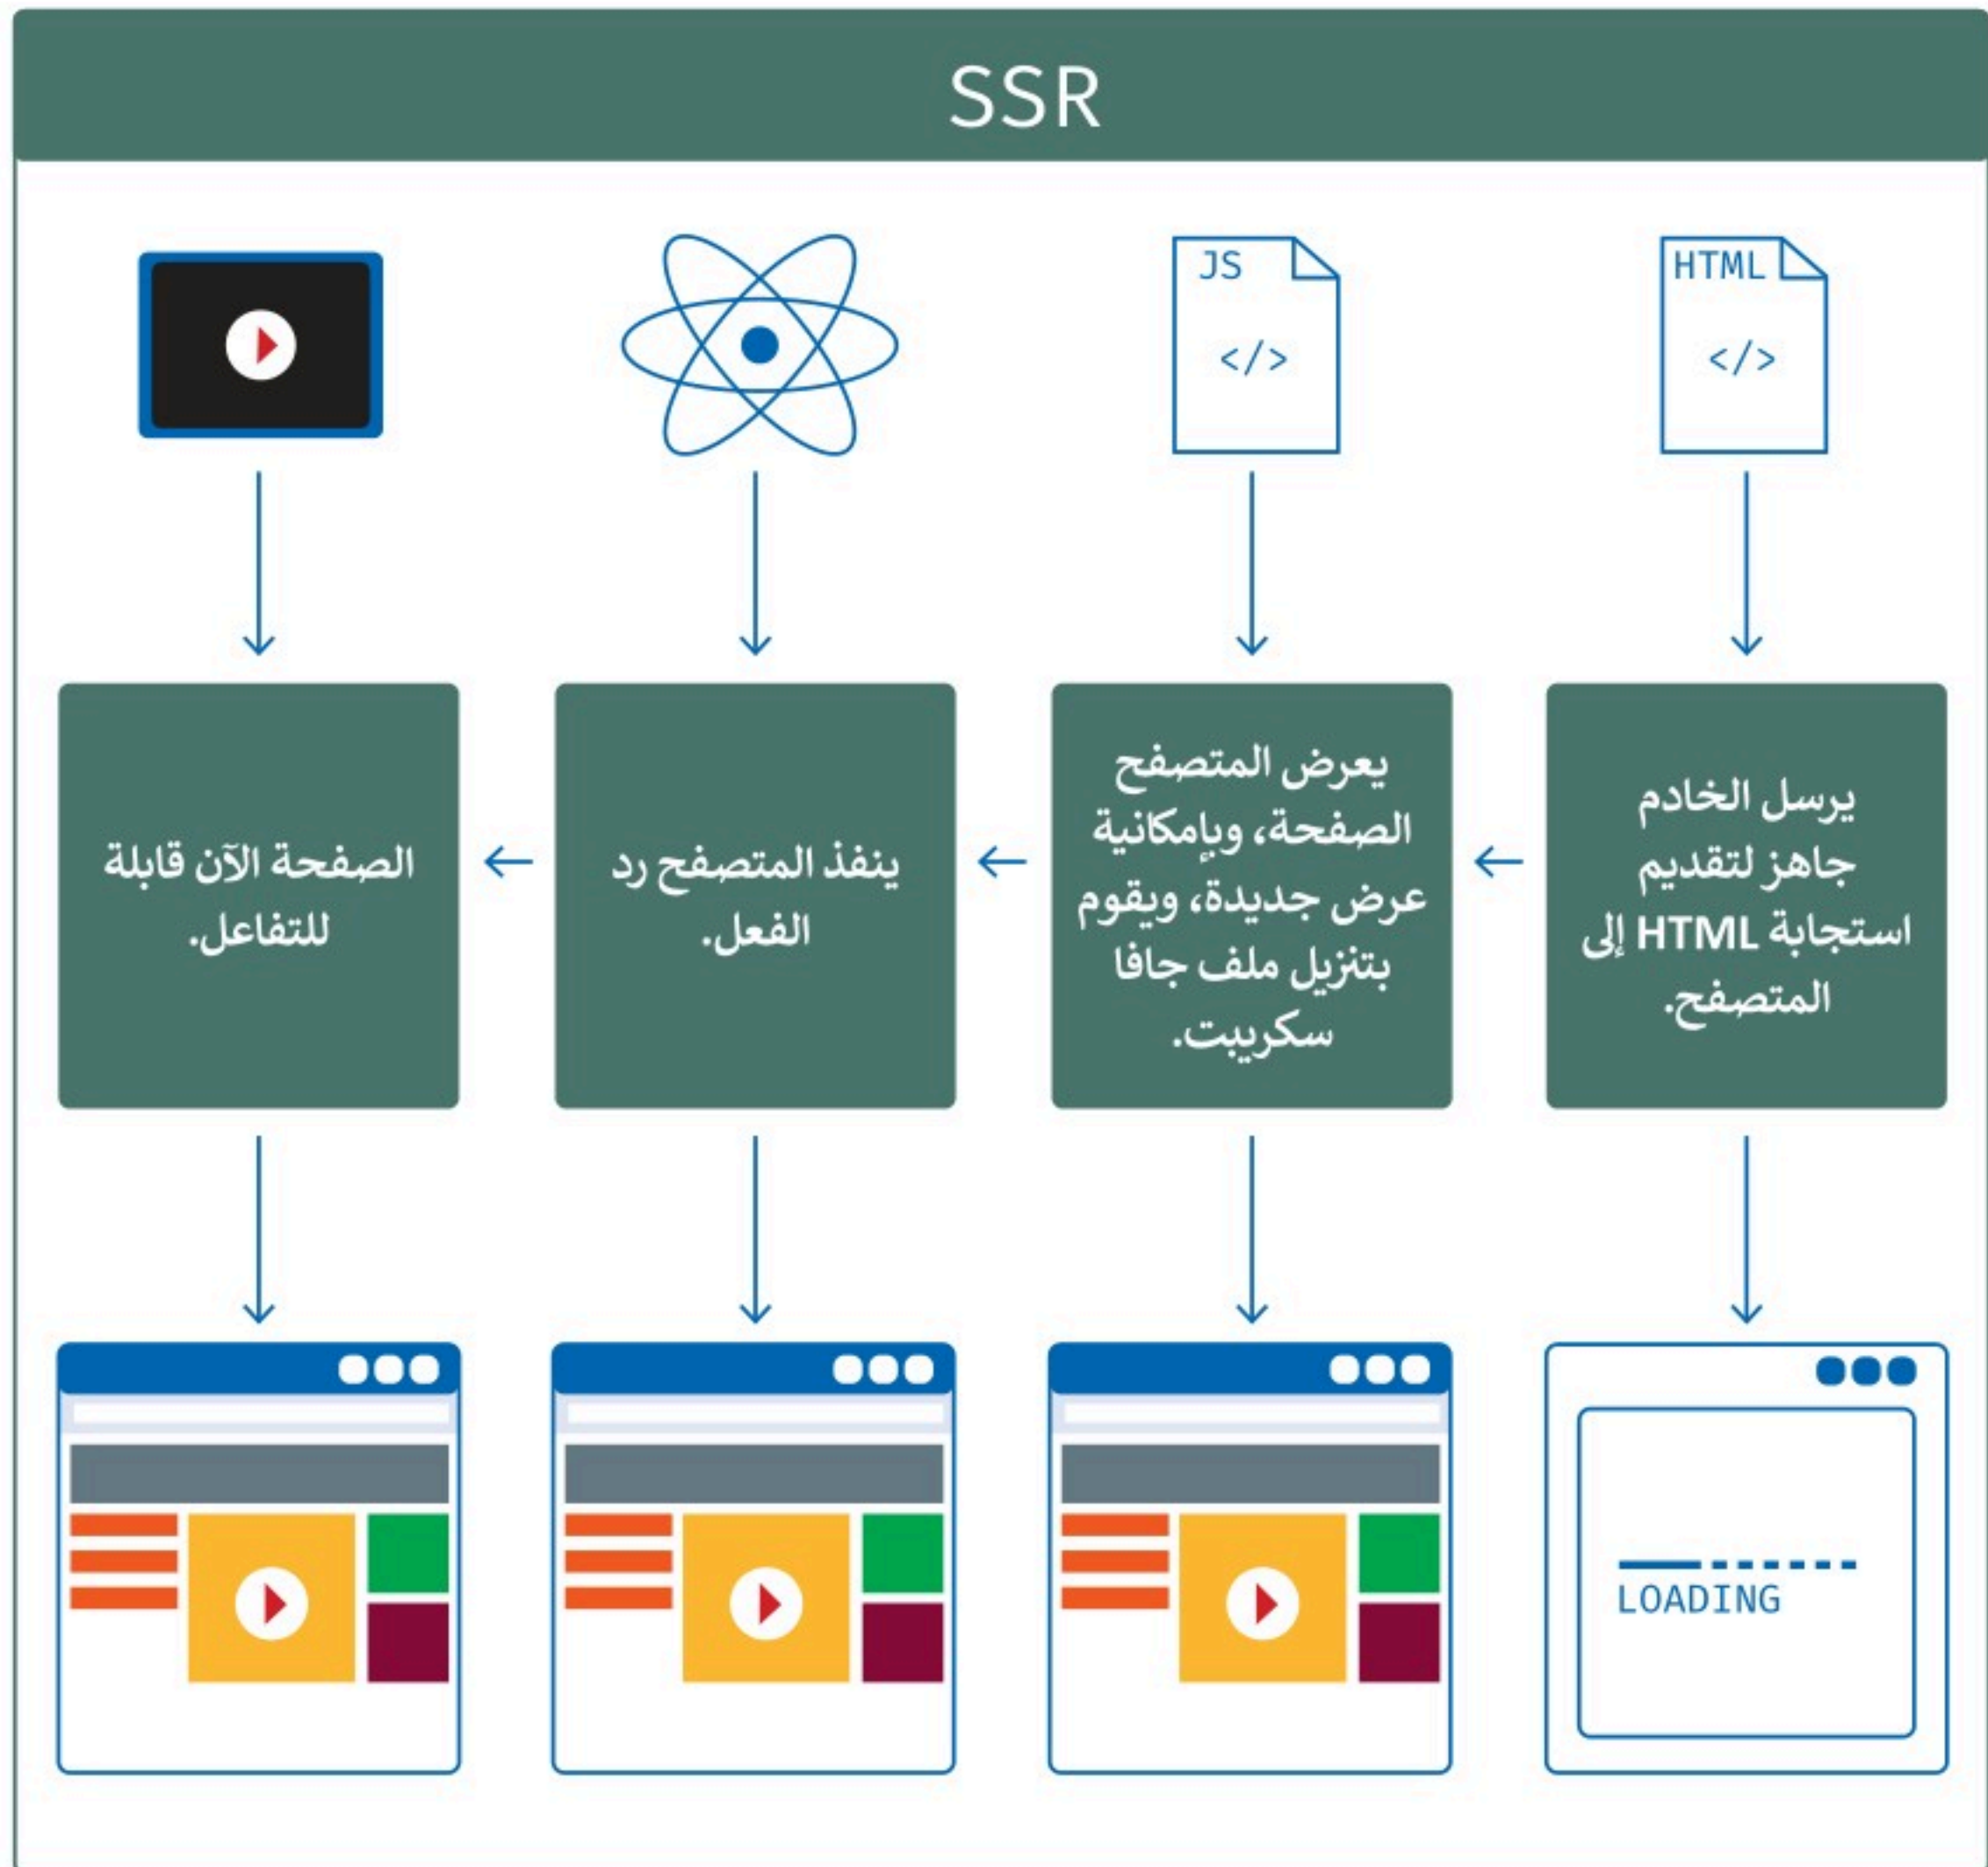 SSR
HTML
</>
JS
</>
يرسل الخادم
جاهز لتقديم
استجابة HTML إلى
المتصفح.
يعرض المتصفح
الصفحة، وبإمكانية
عرض جديدة، ويقوم
بتنزيل ملف جافا
سكريبت.
ينفذ المتصفح رد
الفعل.
الصفحة الآن قابلة
للتفاعل.
LOADING